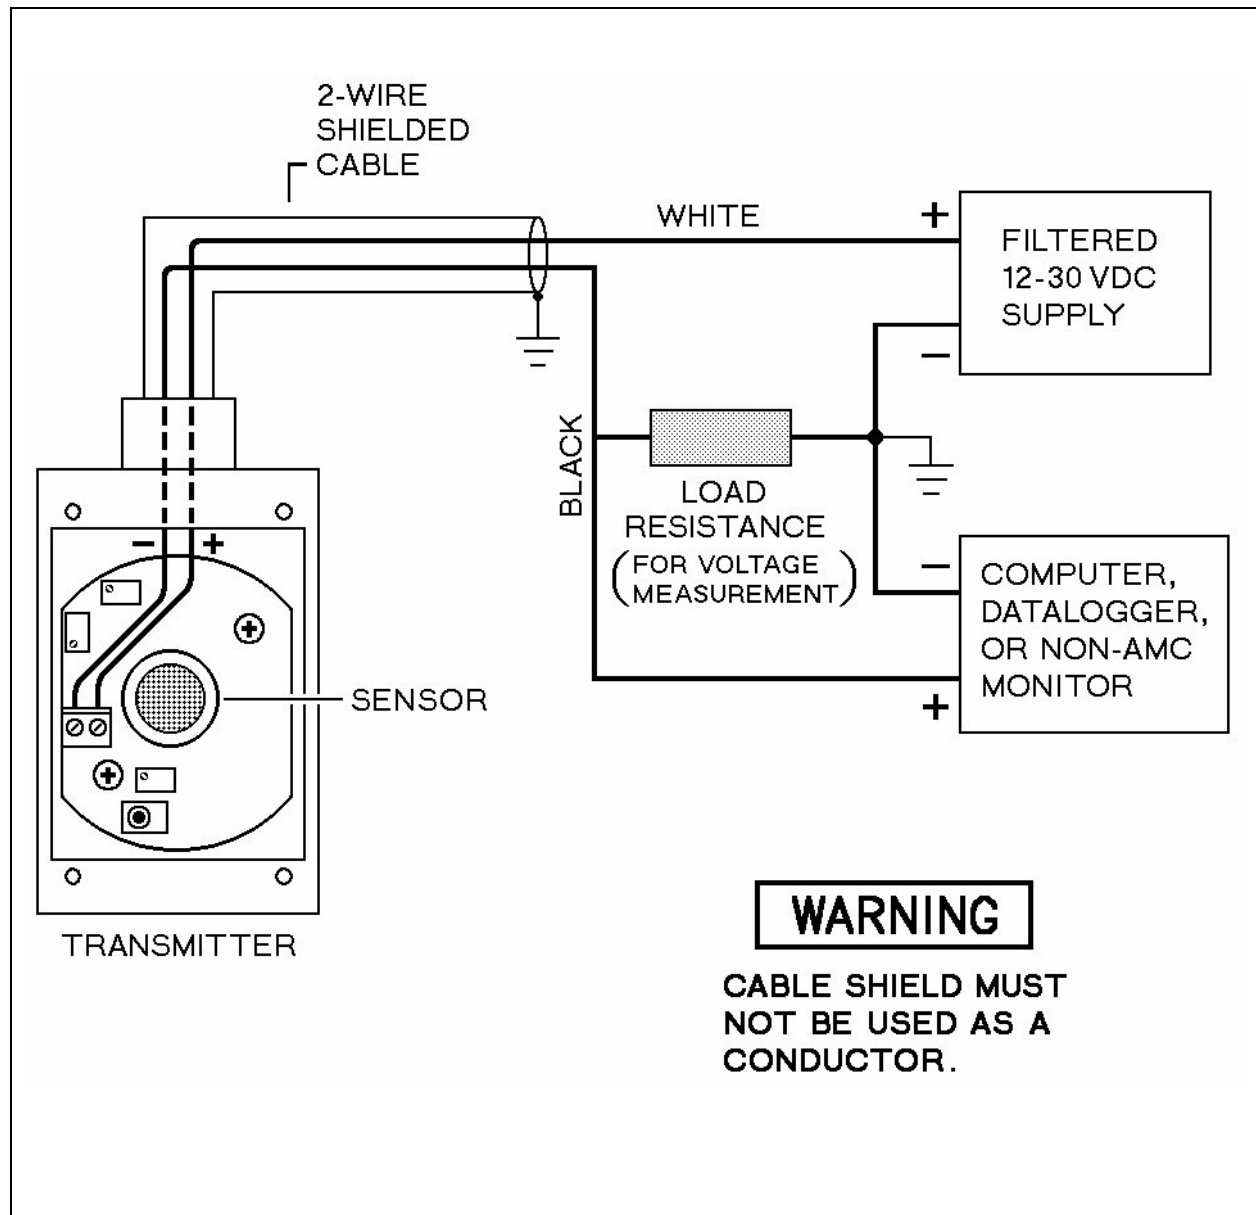 2-WIRE
SHIELDED
CABLE
WHITE
+
FILTERED
12-30 VDC
SUPPLY
−
BLACK
LOAD
RESISTANCE
(FOR VOLTAGE
MEASUREMENT)
− +
−
COMPUTER,
DATALOGGER,
OR NON-AMC
MONITOR
+
SENSOR
TRANSMITTER
WARNING
CABLE SHIELD MUST
NOT BE USED AS A
CONDUCTOR.